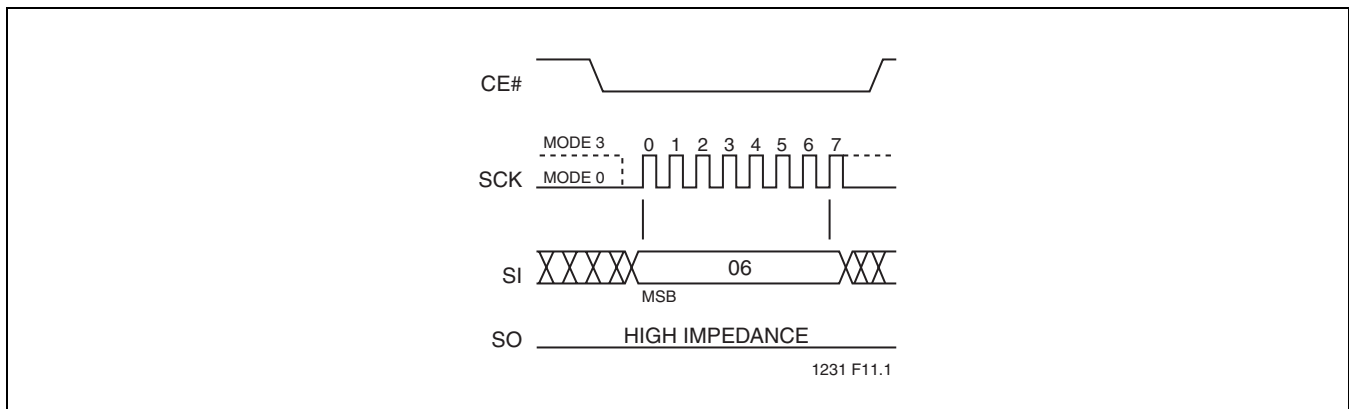 CE#
MODE 3 0 1 2 3 4 5 6 7
SCK MODE 0
SI 06
MSB
SO HIGH IMPEDANCE
1231 F11.1